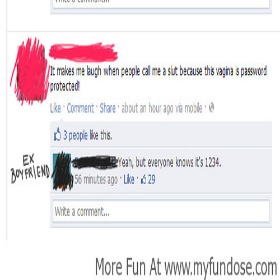 Write a comment...
It makes me laugh when people call me a slut because this vagina is password
protected!
Like · Comment · Share · about an hour ago via mobile ·
3 people like this.
EX
BOYFRIEND
Yeah, but everyone knows it's 1234.
56 minutes ago · Like · 29
Write a comment...
More Fun At www.myfundose.com